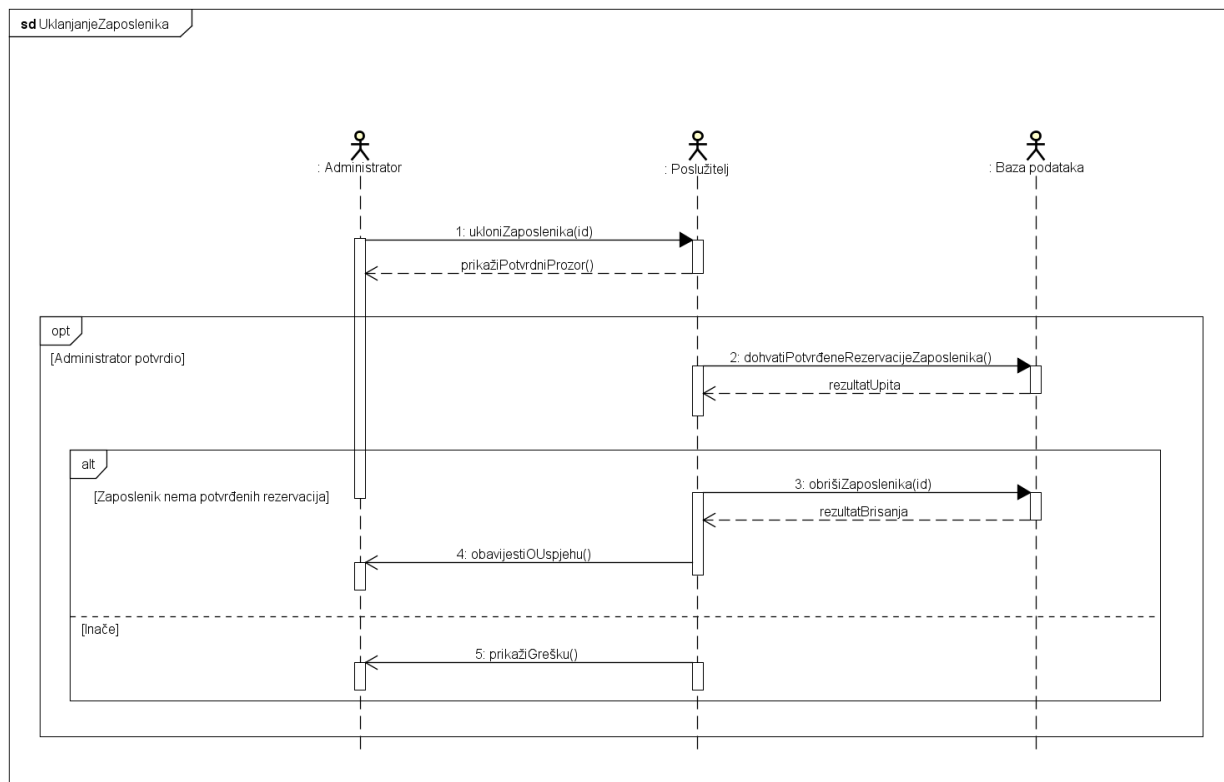 sd UklanjanjeZaposlenika
: Administrator
: Poslužitelj
: Baza podataka
1: ukloniZaposlenika(id)
prikažiPotvrdniProzor()
opt
[Administrator potvrdio]
2: dohvatiPotvrđeneRezervacijeZaposlenika()
rezultatUpita
alt
[Zaposlenik nema potvrđenih rezervacija]
3: obrišiZaposlenika(id)
rezultatBrisanja
4: obavijestiOUspjehu()
[Inače]
5: prikažiGrešku()